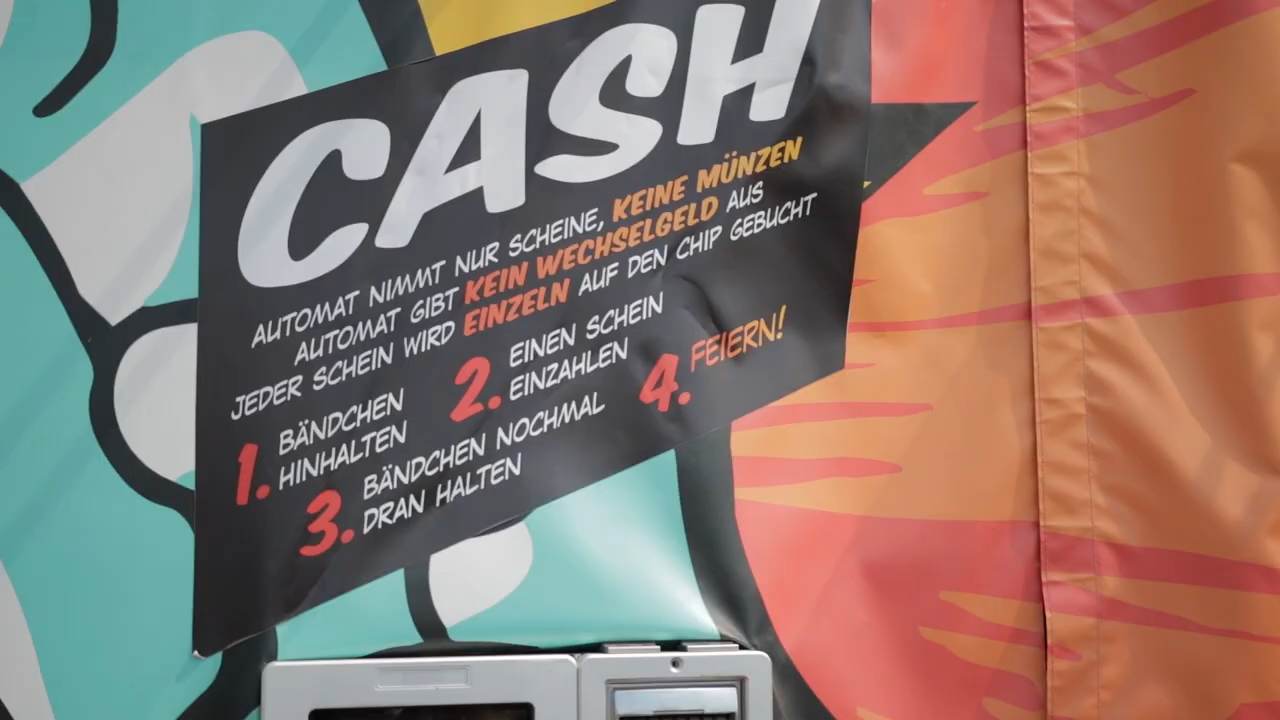 CASH
AUTOMAT NIMMT NUR SCHEINE, KEINE MÜNZEN
AUTOMAT GIBT KEIN WECHSELGELD AUS
JEDER SCHEIN WIRD EINZELN AUF DEN CHIP GEBUCHT
1. BÄNDCHEN
HINHALTEN
2. EINEN SCHEIN
EINZAHLEN
3. BÄNDCHEN NOCHMAL
DRAN HALTEN
4. FEIERN!